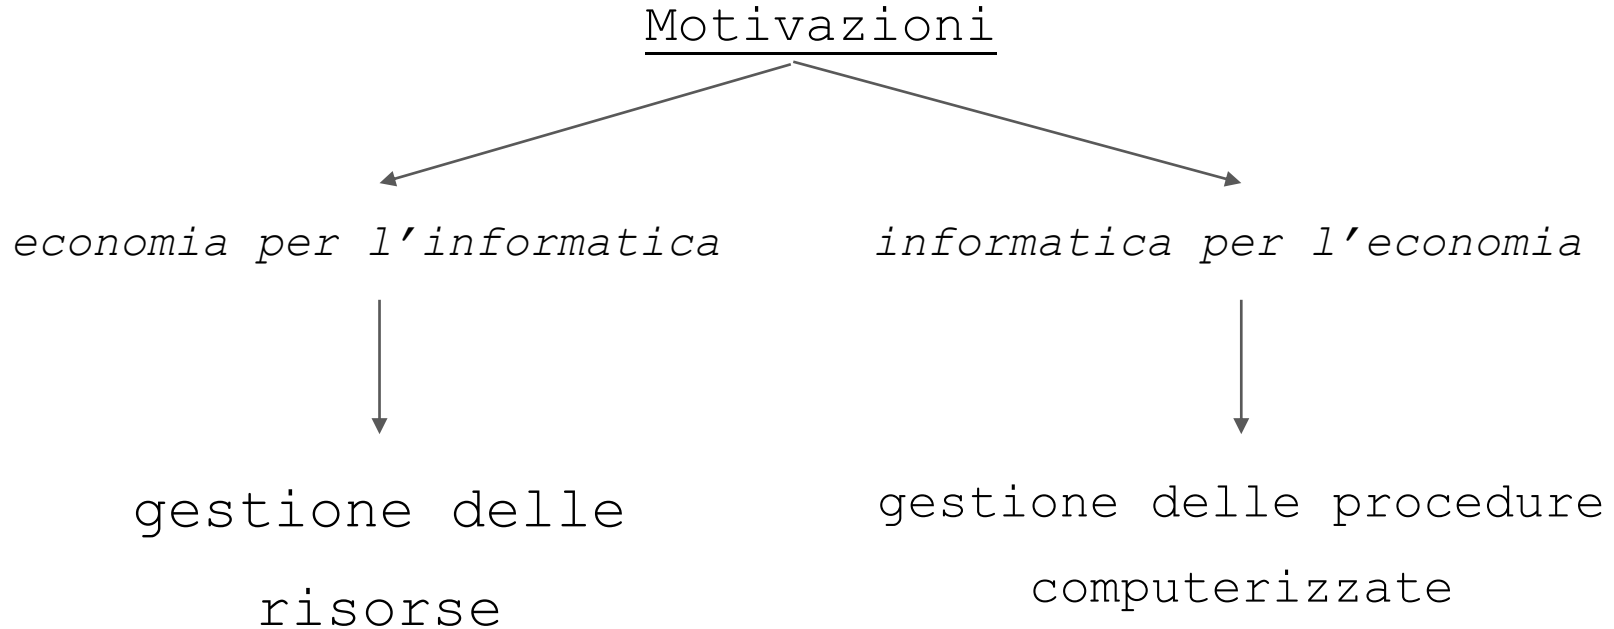 Motivazioni
economia per l’informatica
informatica per l’economia
gestione delle
risorse
gestione delle procedure
computerizzate